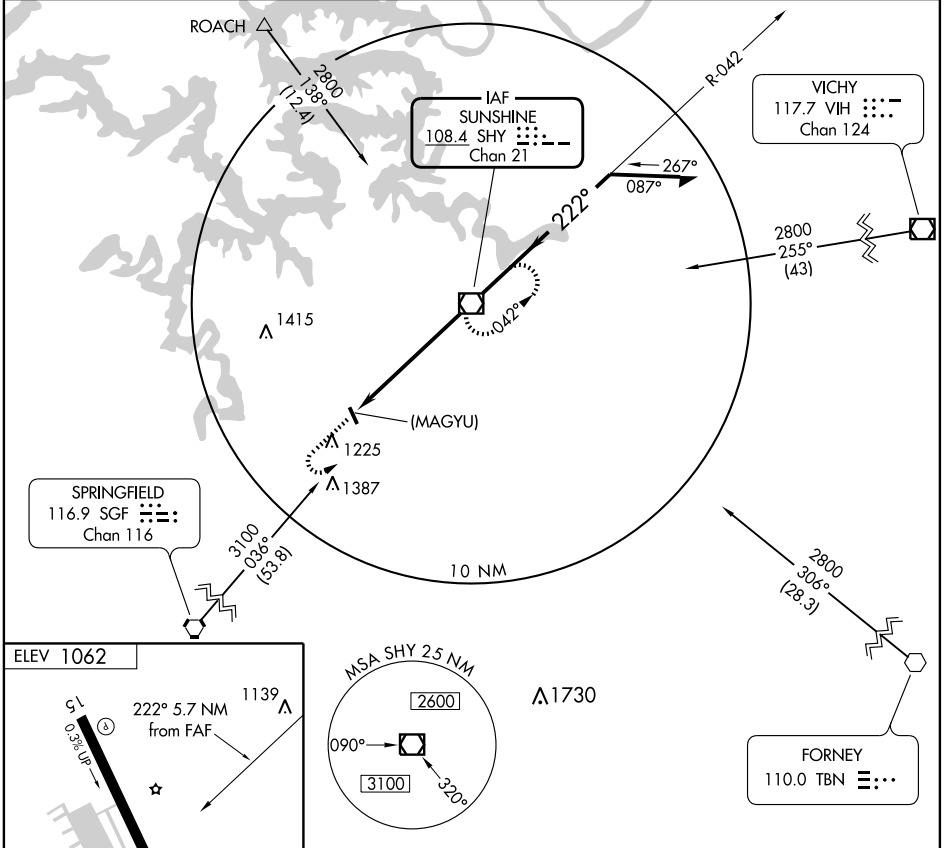 ROACH
2800
138°
(12.4)
IAF
SUNSHINE
108.4 SHY
Chan 21
R-042
VICHY
117.7 VIH
Chan 124
267°
087°
222°
2800
255°
(43)
042°
1415
(MAGYU)
1225
1387
SPRINGFIELD
116.9 SGF
Chan 116
3100
036°
(53.8)
10 NM
2800
306°
(28.3)
ELEV 1062
15
0.3% UP
P
222° 5.7 NM
from FAF
1139
MSA SHY 25 NM
2600
090°
3100
320°
1730
FORNEY
110.0 TBN